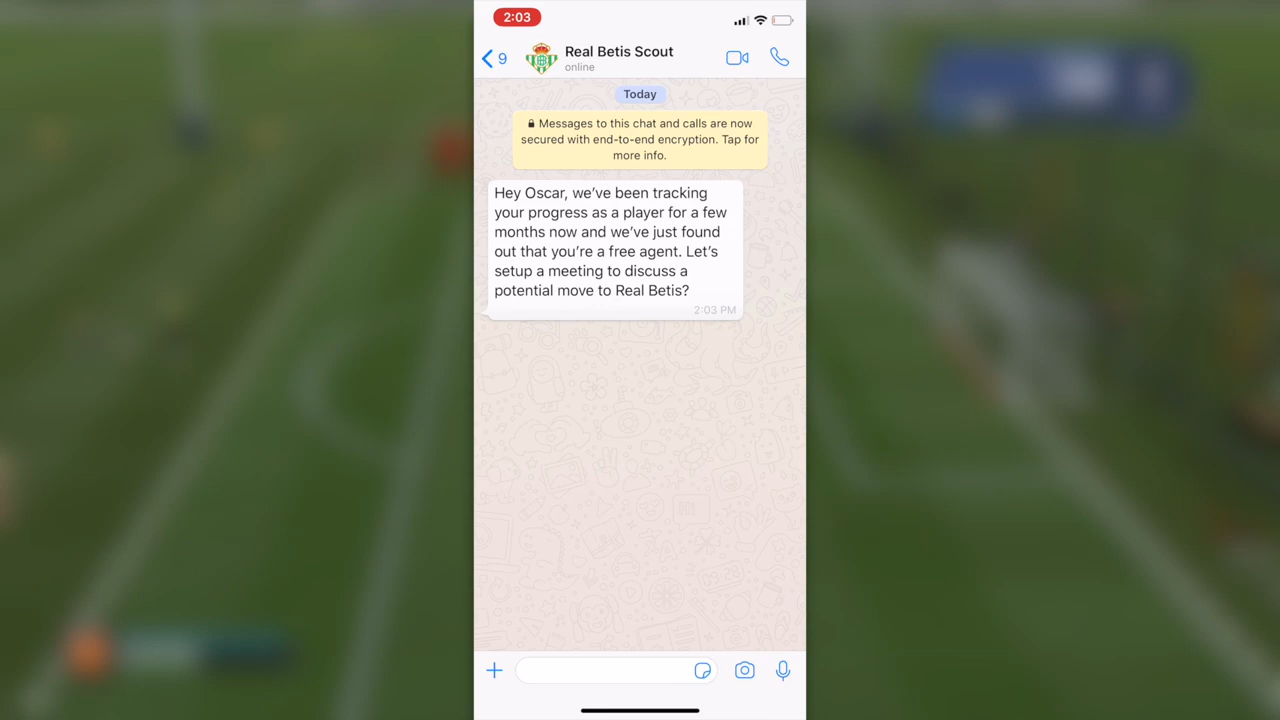 2:03
9
Real Betis Scout
online
Today
Messages to this chat and calls are now
secured with end-to-end encryption. Tap for
more info.
Hey Oscar, we’ve been tracking
your progress as a player for a few
months now and we’ve just found
out that you’re a free agent. Let’s
setup a meeting to discuss a
potential move to Real Betis?
2:03 PM